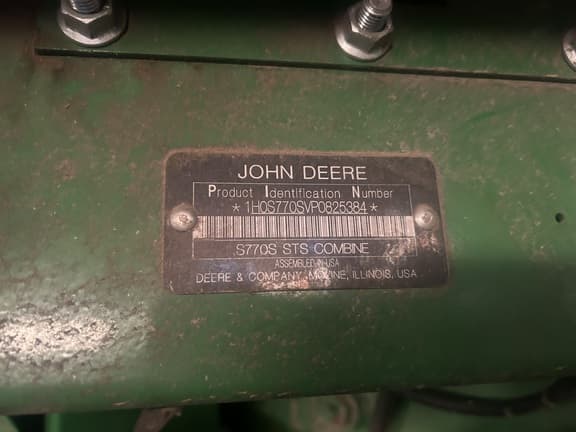 JOHN DEERE
Product Identification Number
*1H0S770SVP0825384*
S770S STS COMBINE
ASSEMBLED IN USA
DEERE & COMPANY, MOLINE, ILLINOIS, USA